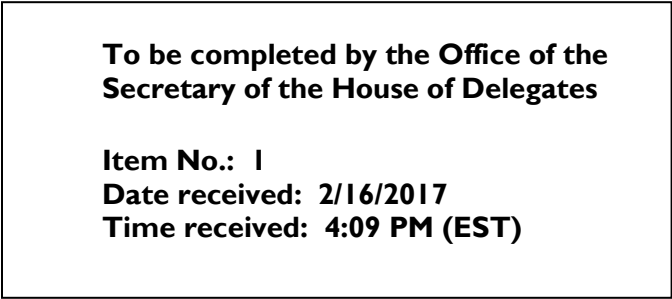 To be completed by the Office of the
Secretary of the House of Delegates
Item No.: 1
Date received: 2/16/2017
Time received: 4:09 PM (EST)